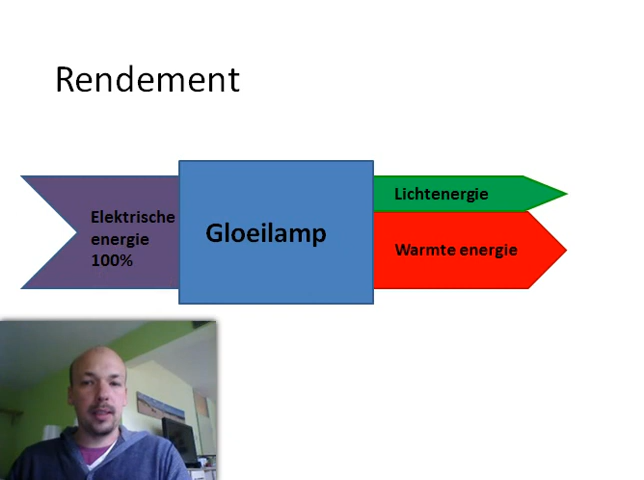 Rendement
Elektrische
energie
100%
Gloeilamp
Lichtenergie
Warmte energie